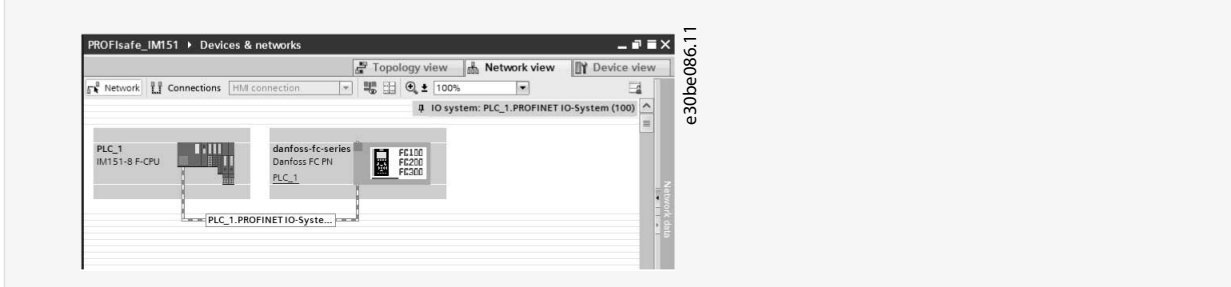 PROFIsafe_IM151 ▸ Devices & networks
Topology view Network view Device view
Network Connections HMI connection 100%
IO system: PLC_1.PROFINET IO-System (100)
PLC_1
IM151-8 F-CPU
danfoss-fc-series
Danfoss FC PN
PLC_1
FC100
FC200
FC300
PLC_1.PROFINET IO-Syste...
Network data
e30be086.11